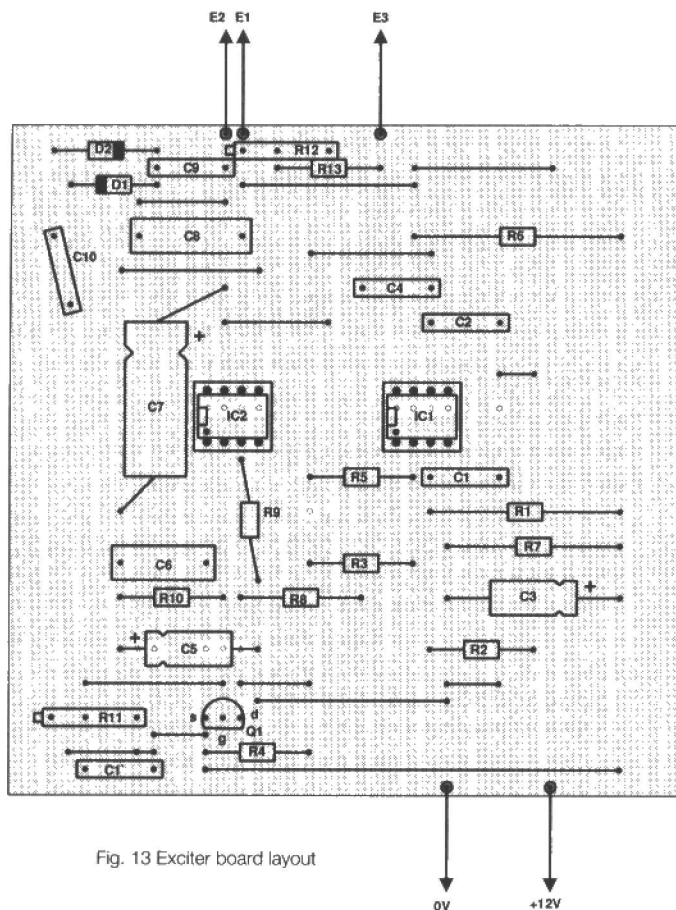 E2 E1 E3
D2 R12
C9 R13
D1
C8 R6
C10
C4
C2
+
C7 IC2 IC1
R5 C1
R9 R1
R3 R7
C6
R10 R8 C3 +
+ C5 R2
R11 s d
g Q1
R4
Fig. 13 Exciter board layout
0V +12V